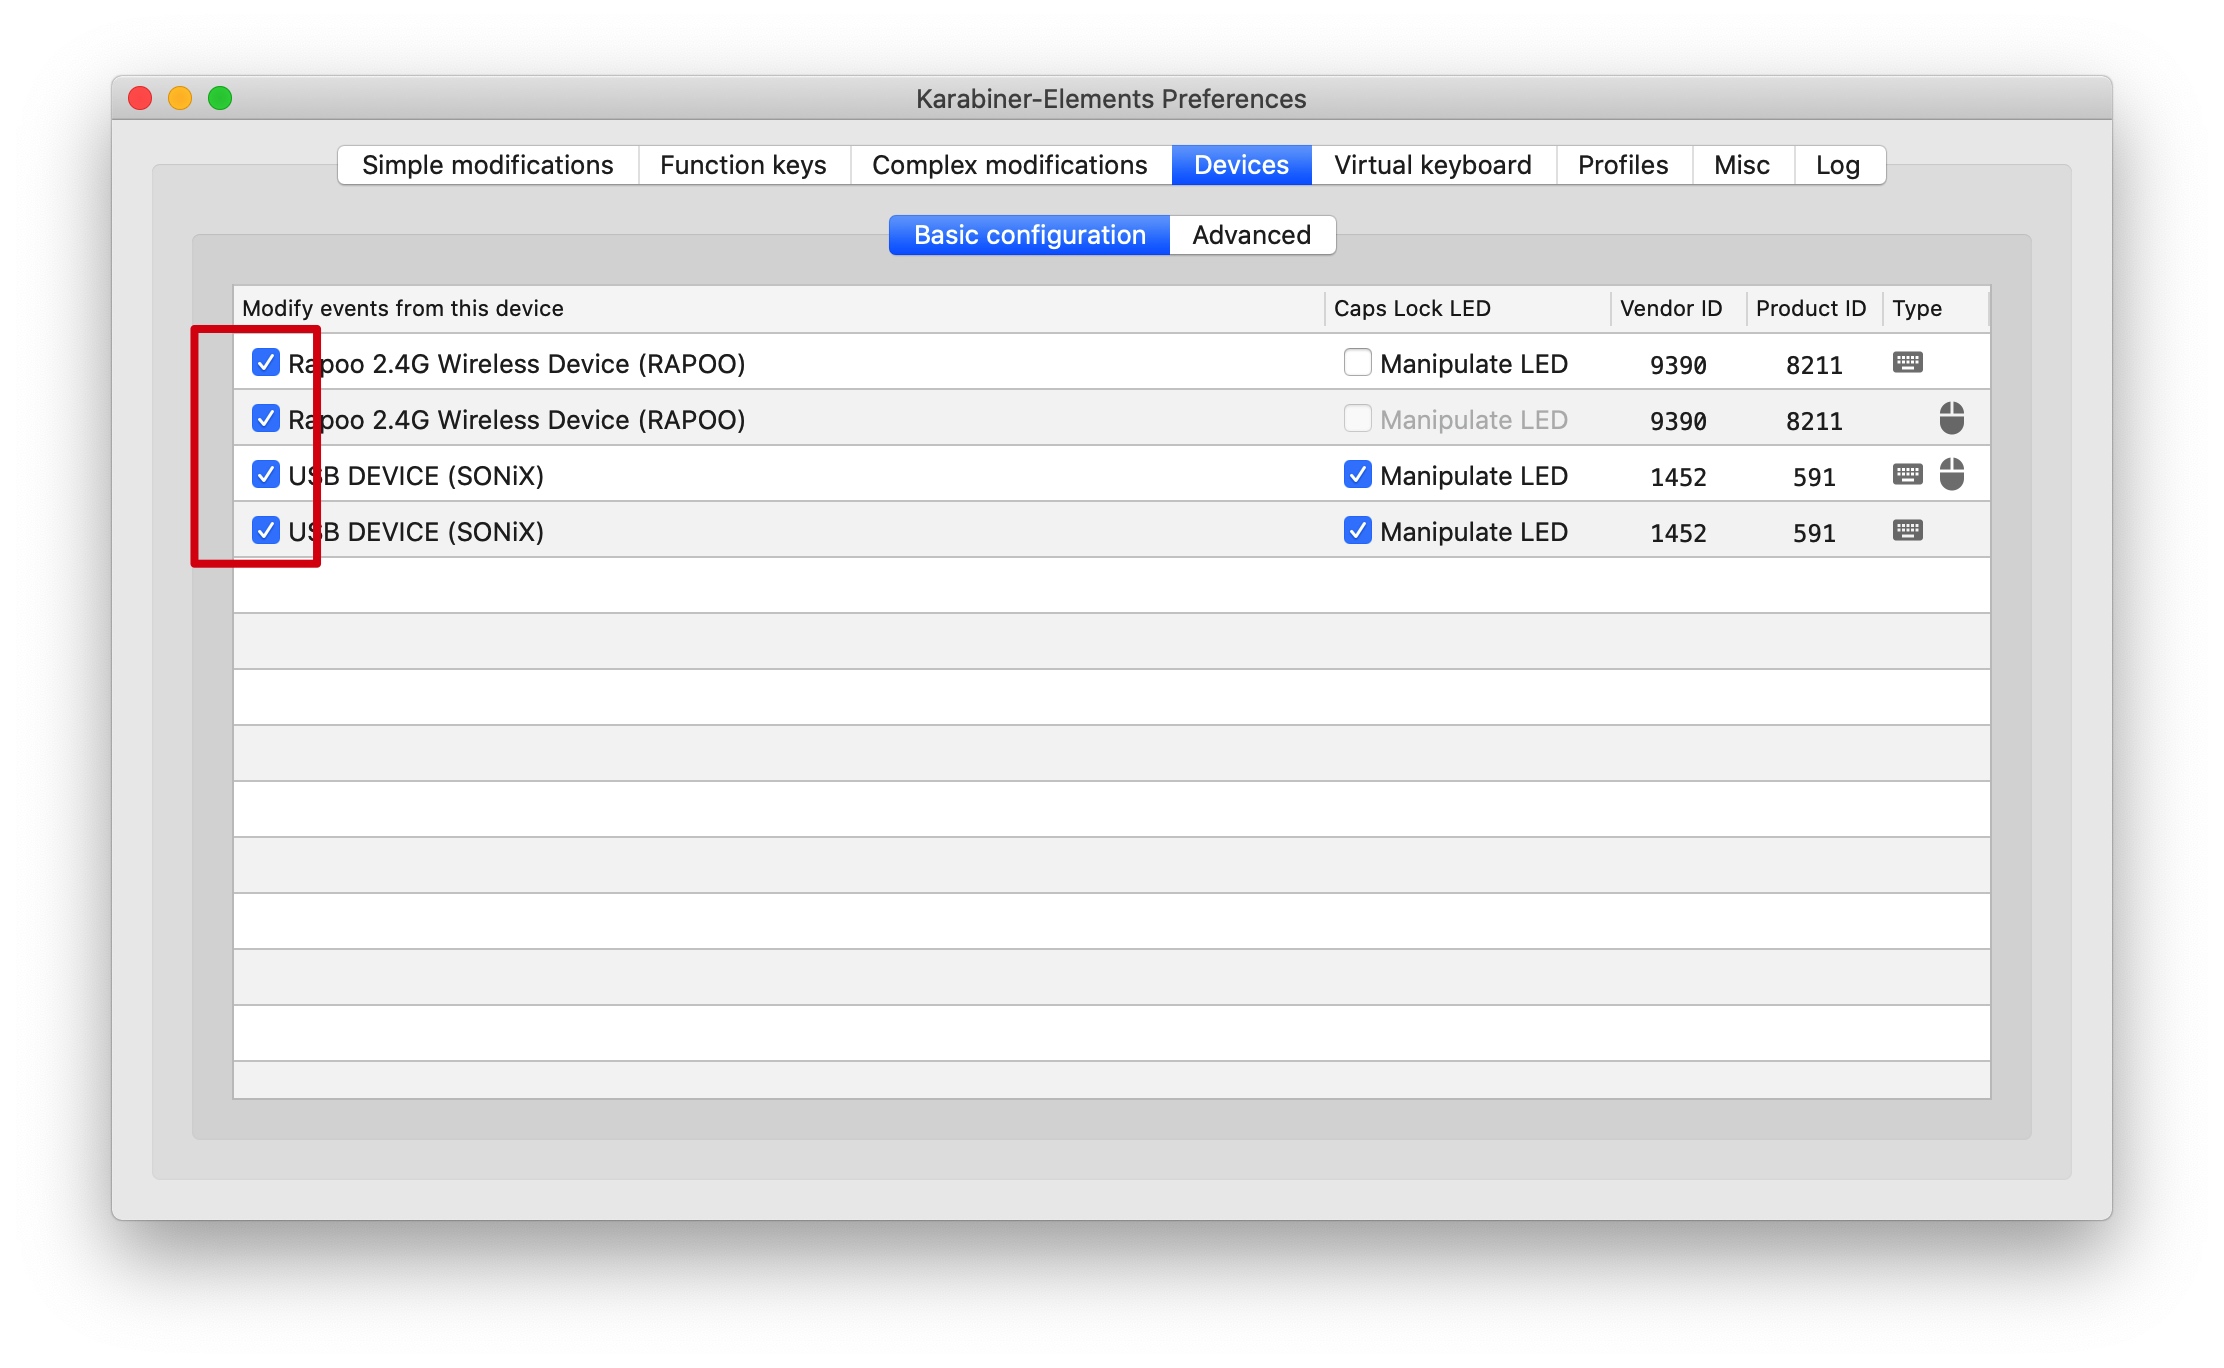 Karabiner-Elements Preferences
Simple modifications Function keys Complex modifications Devices Virtual keyboard Profiles Misc Log
Basic configuration Advanced
Modify events from this device Caps Lock LED Vendor ID Product ID Type
Rapoo 2.4G Wireless Device (RAPOO) Manipulate LED 9390 8211
Rapoo 2.4G Wireless Device (RAPOO) Manipulate LED 9390 8211
USB DEVICE (SONiX) Manipulate LED 1452 591
USB DEVICE (SONiX) Manipulate LED 1452 591